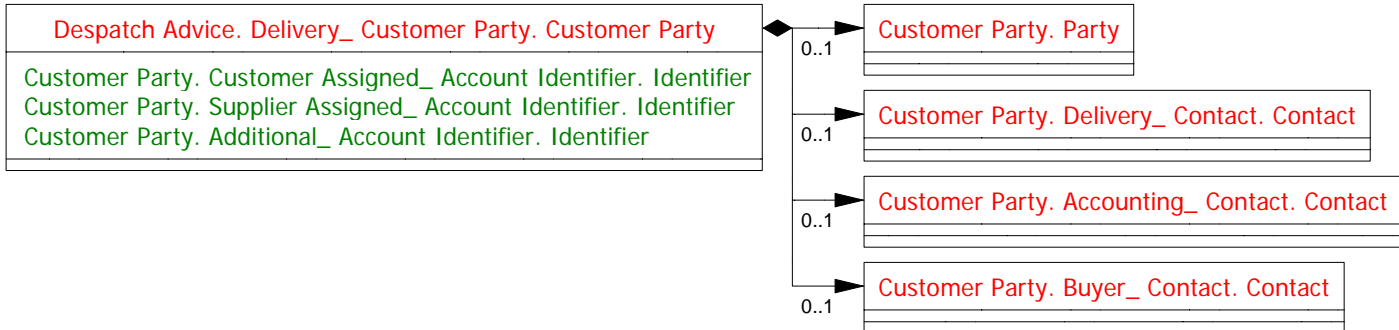 Despatch Advice. Delivery_ Customer Party. Customer Party
Customer Party. Customer Assigned_ Account Identifier. Identifier
Customer Party. Supplier Assigned_ Account Identifier. Identifier
Customer Party. Additional_ Account Identifier. Identifier
Customer Party. Party
0..1
Customer Party. Delivery_ Contact. Contact
0..1
Customer Party. Accounting_ Contact. Contact
0..1
Customer Party. Buyer_ Contact. Contact
0..1